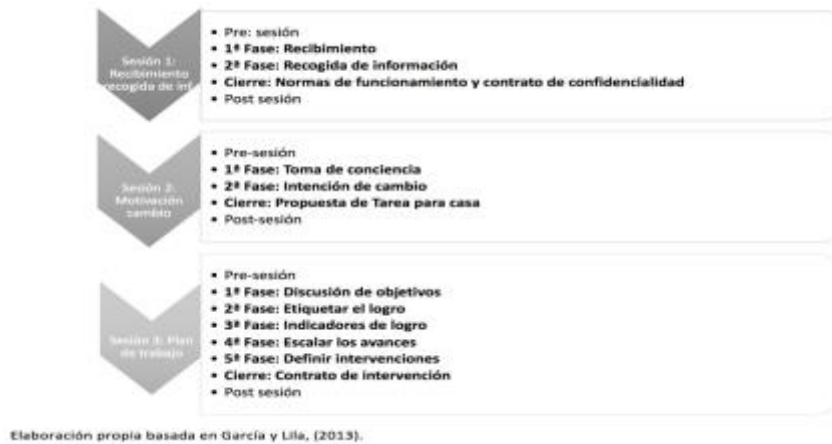 Sesión 1:
Recibimiento
recogida de inf.
• Pre: sesión
• 1ª Fase: Recibimiento
• 2ª Fase: Recogida de información
• Cierre: Normas de funcionamiento y contrato de confidencialidad
• Post sesión
Sesión 2:
Motivación
cambio
• Pre-sesión
• 1ª Fase: Toma de conciencia
• 2ª Fase: Intención de cambio
• Cierre: Propuesta de Tarea para casa
• Post-sesión
Sesión 3: Plan
de trabajo
• Pre-sesión
• 1ª Fase: Discusión de objetivos
• 2ª Fase: Etiquetar el logro
• 3ª Fase: Indicadores de logro
• 4ª Fase: Escalar los avances
• 5ª Fase: Definir intervenciones
• Cierre: Contrato de intervención
• Post sesión
Elaboración propia basada en García y Lila, (2013).